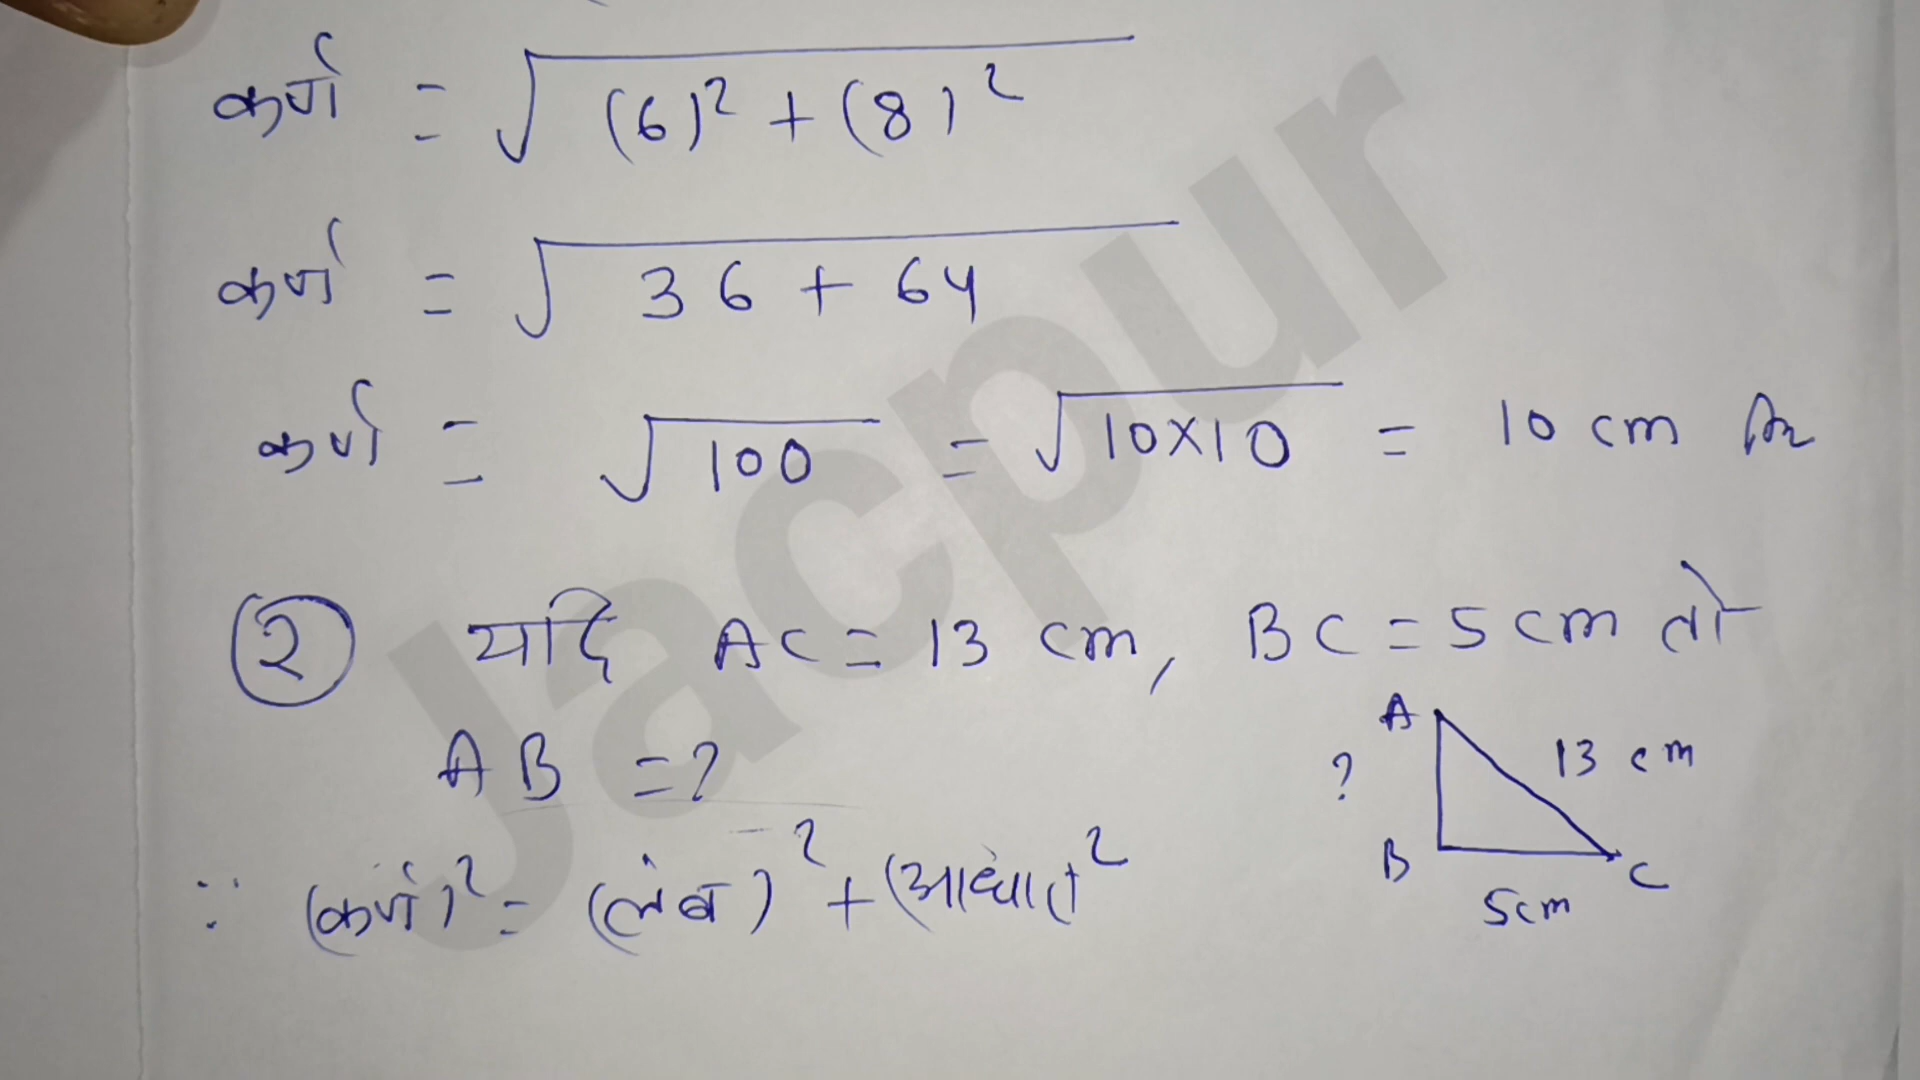 कर्ण = √(6)² + (8)²
कर्ण = √36 + 64
कर्ण = √100 = √10×10 = 10 cm
(2) यदि AC = 13 cm, BC = 5 cm तो
AB = ?
A
? 13 cm
B C
5cm
∵ (कर्ण)² = (लंब)² + (आधार)²
Jacpur